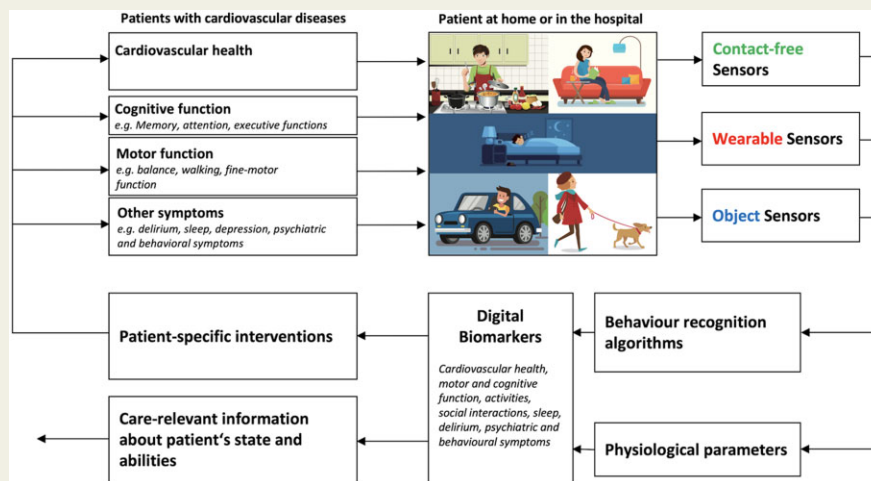 Patients with cardiovascular diseases
Patient at home or in the hospital
Cardiovascular health
Cognitive function
e.g. Memory, attention, executive functions
Motor function
e.g. balance, walking, fine-motor
function
Other symptoms
e.g. delirium, sleep, depression, psychiatric
and behavioral symptoms
Contact-free
Sensors
Wearable Sensors
Object Sensors
Patient-specific interventions
Care-relevant information
about patient‘s state and
abilities
Digital
Biomarkers
Cardiovascular health,
motor and cognitive
function, activities,
social interactions, sleep,
delirium, psychiatric and
behavioural symptoms
Behaviour recognition
algorithms
Physiological parameters